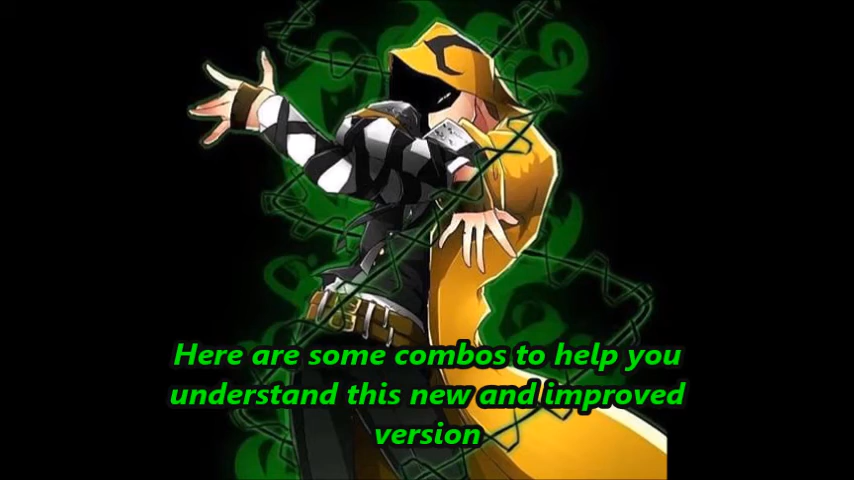 Here are some combos to help you
understand this new and improved
version